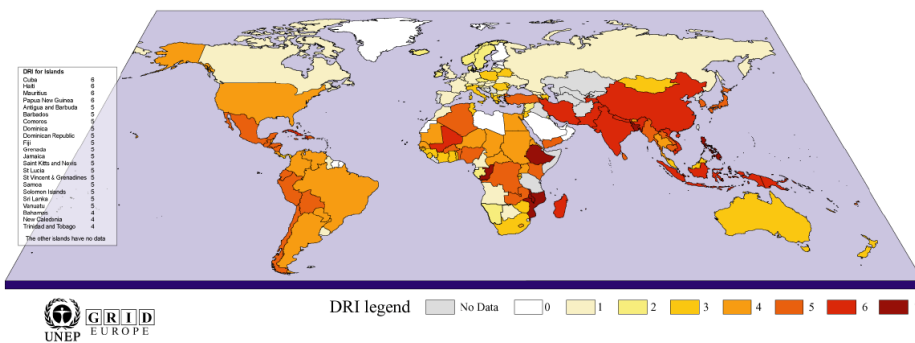 DRI for Islands
Cuba 6
Haiti 6
Mauritius 6
Papua New Guinea 6
Antigua and Barbuda 5
Barbados 5
Comoros 5
Dominica 5
Dominican Republic 5
Fiji 5
Grenada 5
Jamaica 5
Saint Kitts and Nevis 5
St Lucia 5
St Vincent & Grenadines 5
Samoa 5
Solomon Islands 5
Sri Lanka 5
Vanuatu 5
Bahamas 4
New Caledonia 4
Trinidad and Tobago 4
The other islands have no data
DRI legend No Data 0 1 2 3 4 5 6
UNEP
GRID
EUROPE